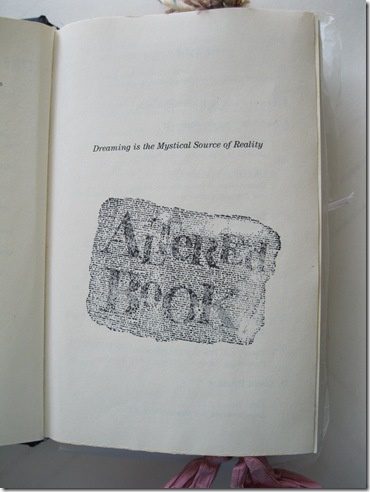 Dreaming is the Mystical Source of Reality
ALTERED
BOOK